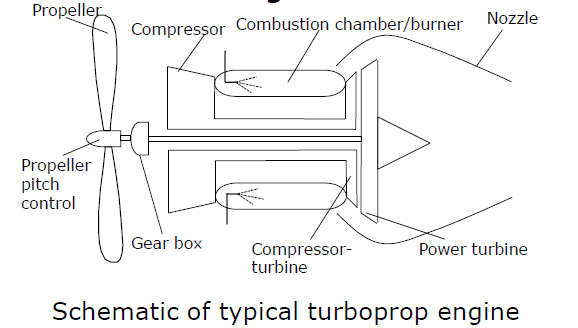 Propeller
Compressor
Combustion chamber/burner
Nozzle
Propeller
pitch
control
Gear box
Compressor-
turbine
Power turbine
Schematic of typical turboprop engine